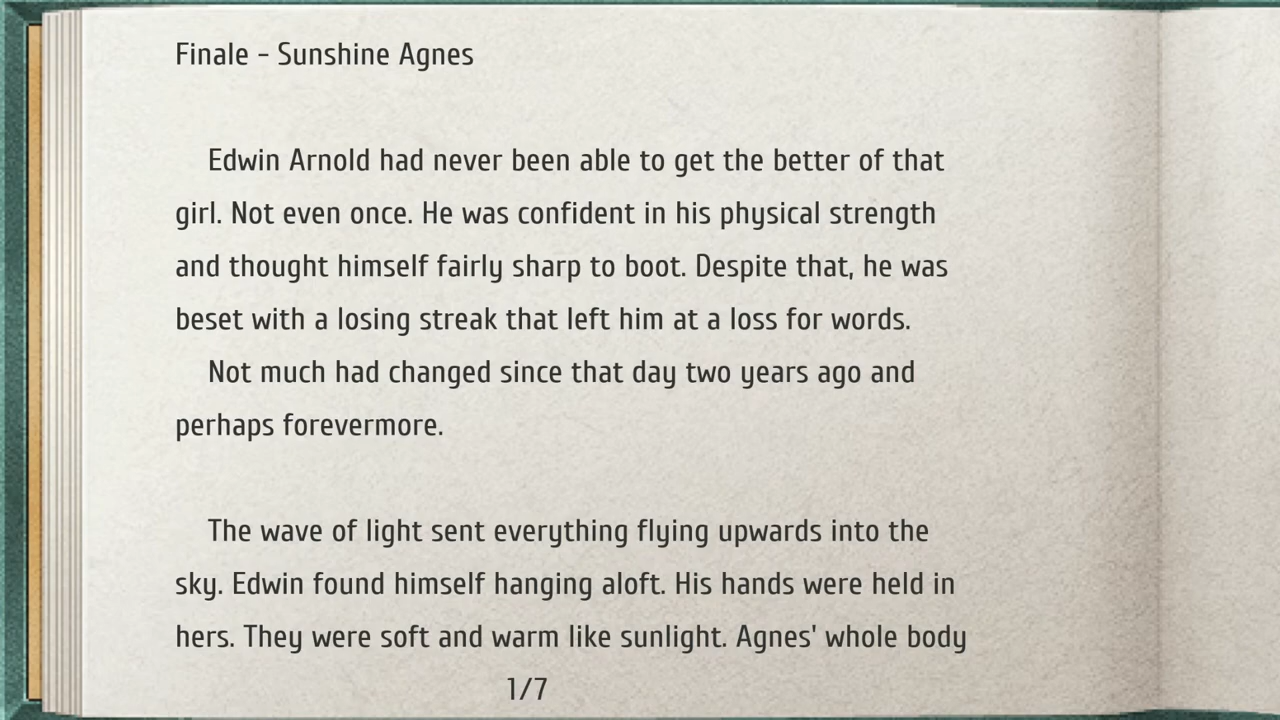 Finale - Sunshine Agnes
Edwin Arnold had never been able to get the better of that
girl. Not even once. He was confident in his physical strength
and thought himself fairly sharp to boot. Despite that, he was
beset with a losing streak that left him at a loss for words.
Not much had changed since that day two years ago and
perhaps forevermore.
The wave of light sent everything flying upwards into the
sky. Edwin found himself hanging aloft. His hands were held in
hers. They were soft and warm like sunlight. Agnes' whole body
1/7